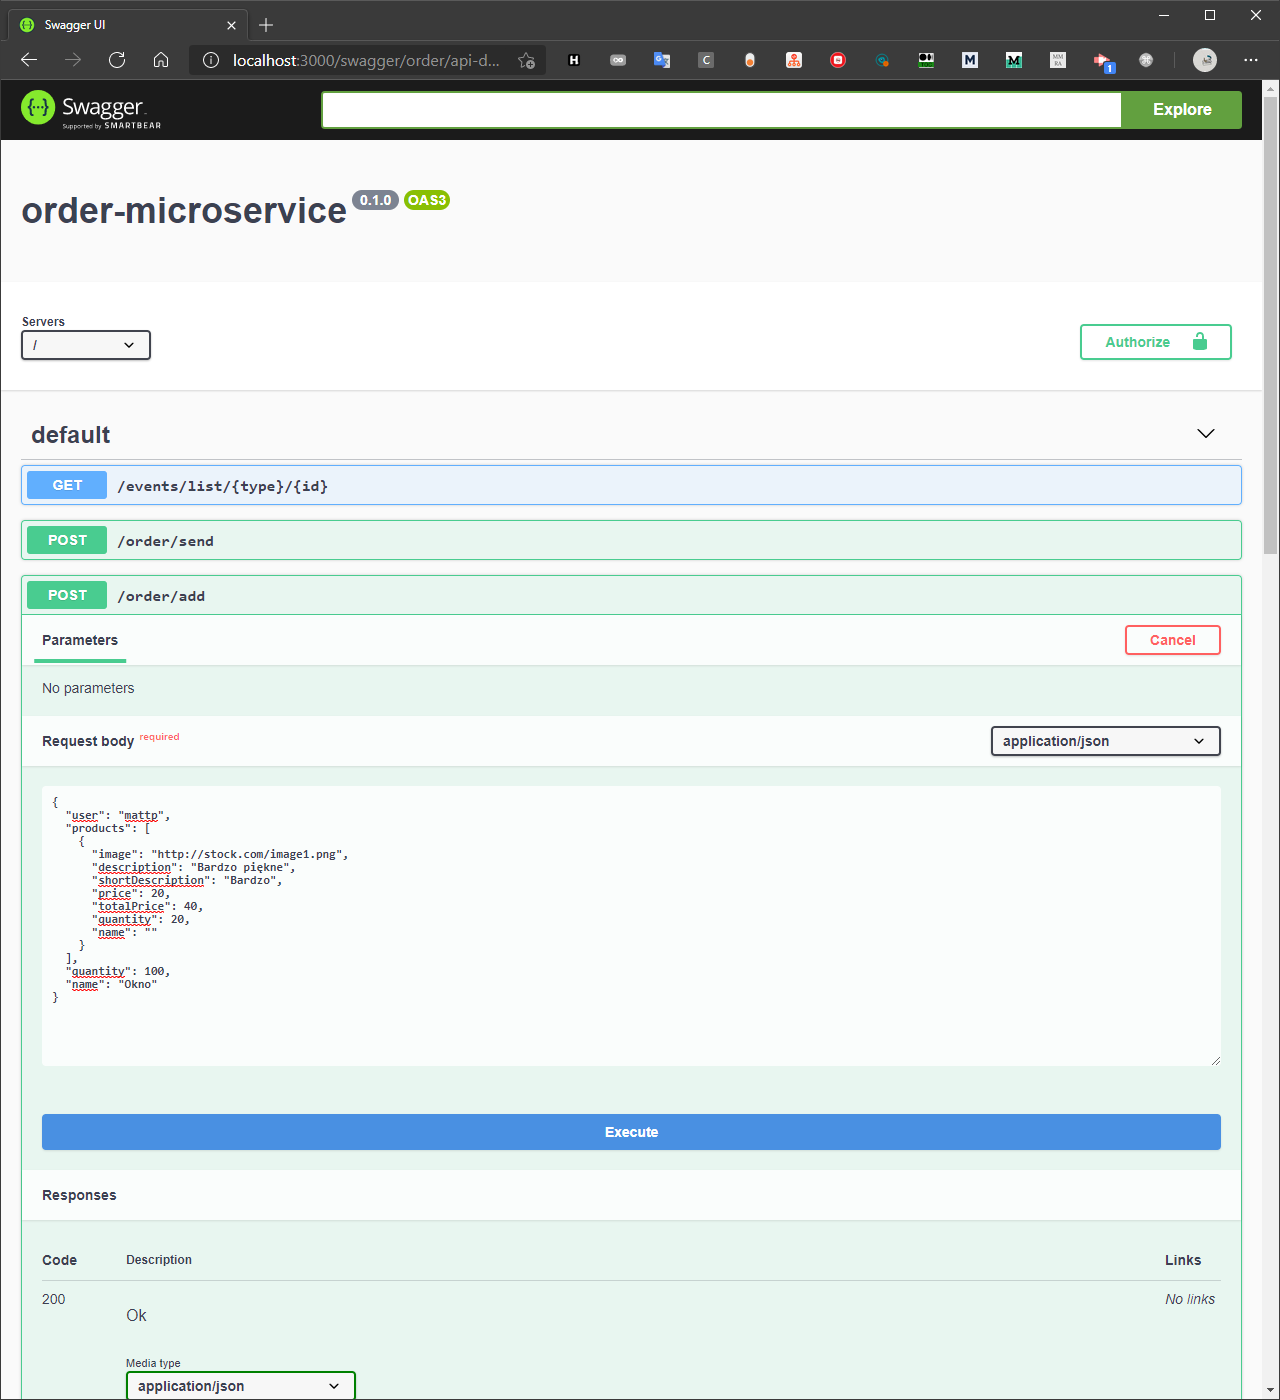 Swagger UI
localhost:3000/swagger/order/api-d...
Swagger
Supported by SMARTBEAR
Explore
order-microservice 0.1.0 OAS3
Servers
/
Authorize
default
GET /events/list/{type}/{id}
POST /order/send
POST /order/add
Parameters
Cancel
No parameters
Request body required
application/json
{
"user": "mattp",
"products": [
{
"image": "http://stock.com/image1.png",
"description": "Bardzo piękne",
"shortDescription": "Bardzo",
"price": 20,
"totalPrice": 40,
"quantity": 20,
"name": ""
}
],
"quantity": 100,
"name": "Okno"
}
Execute
Responses
Code Description Links
200 Ok No links
Media type
application/json